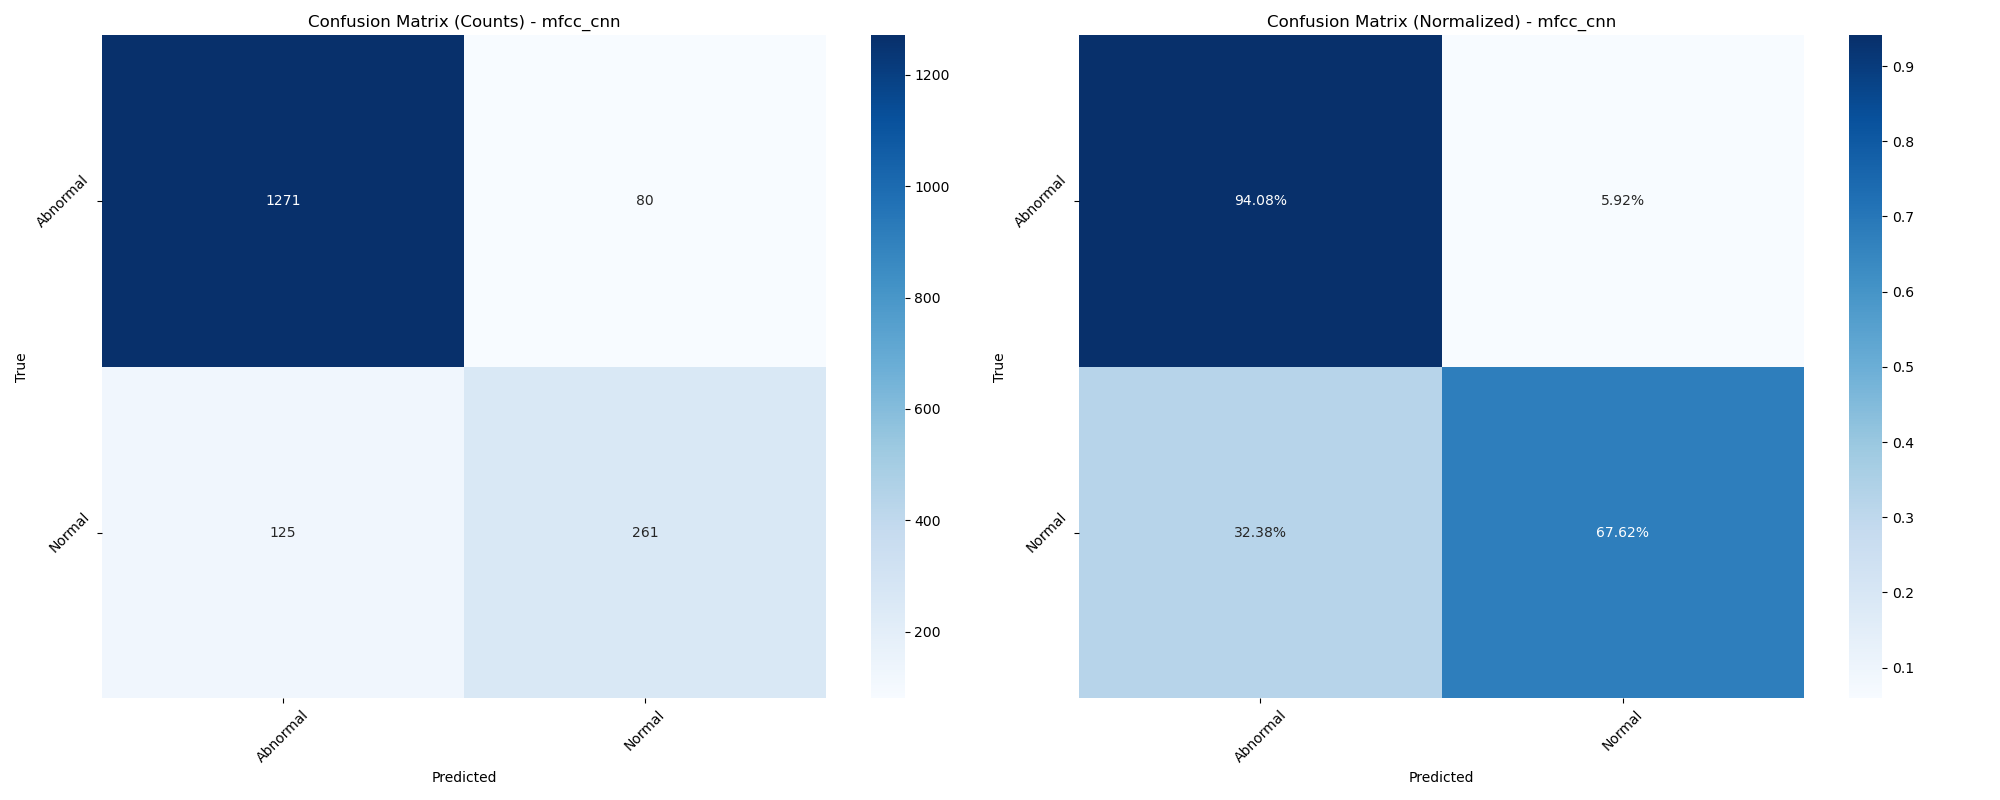 Confusion Matrix (Counts) - mfcc_cnn
True
Abnormal
Normal
1271
80
125
261
Abnormal
Normal
Predicted
1200
1000
800
600
400
200
Confusion Matrix (Normalized) - mfcc_cnn
True
Abnormal
Normal
94.08%
5.92%
32.38%
67.62%
Abnormal
Normal
Predicted
0.9
0.8
0.7
0.6
0.5
0.4
0.3
0.2
0.1